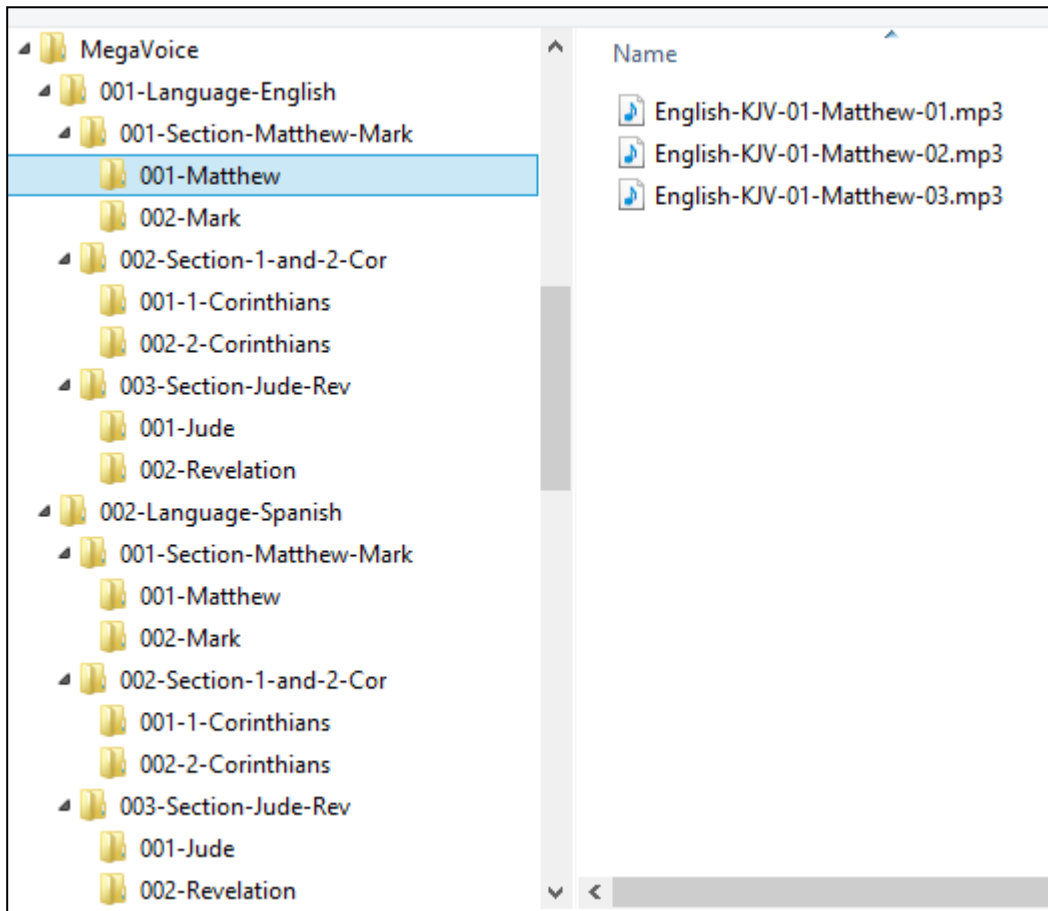 MegaVoice
001-Language-English
001-Section-Matthew-Mark
001-Matthew
002-Mark
002-Section-1-and-2-Cor
001-1-Corinthians
002-2-Corinthians
003-Section-Jude-Rev
001-Jude
002-Revelation
002-Language-Spanish
001-Section-Matthew-Mark
001-Matthew
002-Mark
002-Section-1-and-2-Cor
001-1-Corinthians
002-2-Corinthians
003-Section-Jude-Rev
001-Jude
002-Revelation
Name
English-KJV-01-Matthew-01.mp3
English-KJV-01-Matthew-02.mp3
English-KJV-01-Matthew-03.mp3